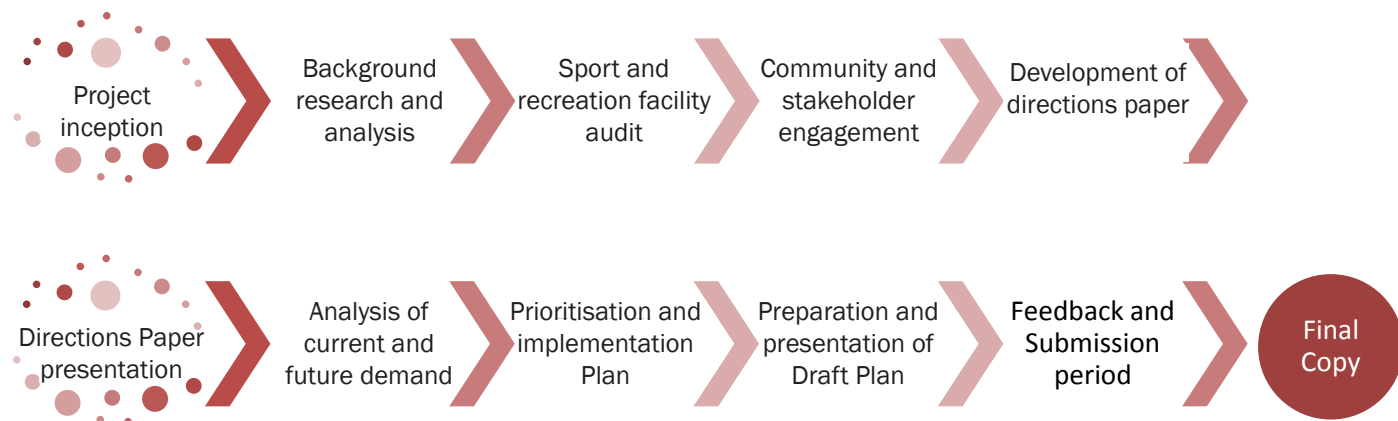 Project
inception
Background
research and
analysis
Sport and
recreation facility
audit
Community and
stakeholder
engagement
Development of
directions paper
Directions Paper
presentation
Analysis of
current and
future demand
Prioritisation and
implementation
Plan
Preparation and
presentation of
Draft Plan
Feedback and
Submission
period
Final
Copy